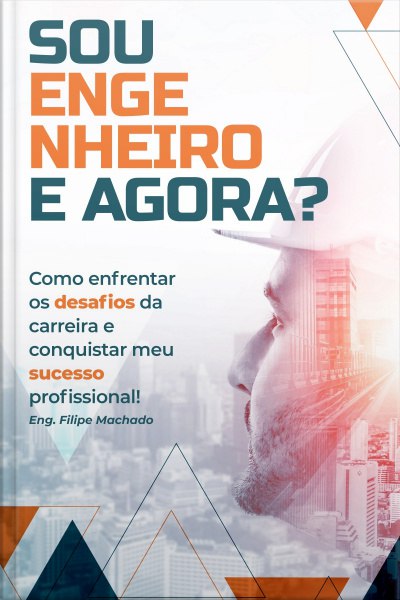 SOU
ENGE
NHEIRO
E AGORA?
Como enfrentar
os desafios da
carreira e
conquistar meu
sucesso
profissional!
Eng. Filipe Machado